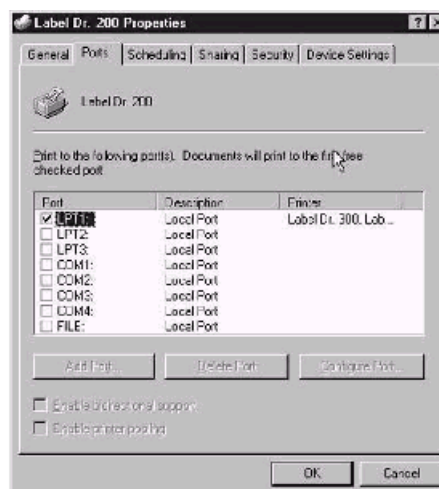 Label Dr. 200 Properties
General Ports Scheduling Sharing Security Device Settings
Label Dr. 200
Print to the following port(s). Documents will print to the first free
checked port
Port Description Printer
LPT1: Local Port Label Dr. 300, Lab...
LPT2: Local Port
LPT3: Local Port
COM1: Local Port
COM2: Local Port
COM3: Local Port
COM4: Local Port
FILE: Local Port
Add Port... Delete Port Configure Port...
Enable bidirectional support
Enable printer pooling
OK Cancel